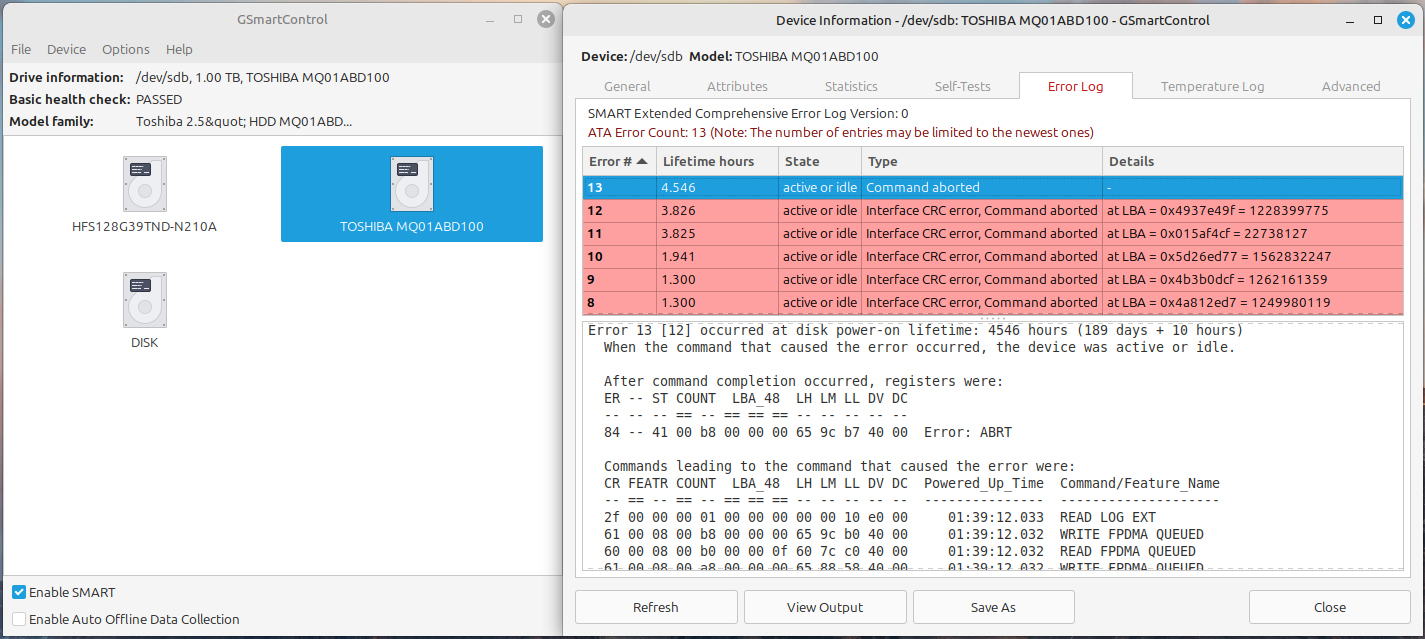 GSmartControl
File Device Options Help
Drive information: /dev/sdb, 1.00 TB, TOSHIBA MQ01ABD100
Basic health check: PASSED
Model family: Toshiba 2.5&quot; HDD MQ01ABD...
HFS128G39TND-N210A
TOSHIBA MQ01ABD100
DISK
Enable SMART
Enable Auto Offline Data Collection
Device Information - /dev/sdb: TOSHIBA MQ01ABD100 - GSmartControl
Device: /dev/sdb Model: TOSHIBA MQ01ABD100
General Attributes Statistics Self-Tests Error Log Temperature Log Advanced
SMART Extended Comprehensive Error Log Version: 0
ATA Error Count: 13 (Note: The number of entries may be limited to the newest ones)
Error # Lifetime hours State Type Details
13 4.546 active or idle Command aborted -
12 3.826 active or idle Interface CRC error, Command aborted at LBA = 0x4937e49f = 1228399775
11 3.825 active or idle Interface CRC error, Command aborted at LBA = 0x015af4cf = 22738127
10 1.941 active or idle Interface CRC error, Command aborted at LBA = 0x5d26ed77 = 1562832247
9 1.300 active or idle Interface CRC error, Command aborted at LBA = 0x4b3b0dcf = 1262161359
8 1.300 active or idle Interface CRC error, Command aborted at LBA = 0x4a812ed7 = 1249980119
Error 13 [12] occurred at disk power-on lifetime: 4546 hours (189 days + 10 hours)
When the command that caused the error occurred, the device was active or idle.
After command completion occurred, registers were:
ER -- ST COUNT LBA_48 LH LM LL DV DC
-- -- -- == -- == == == -- -- -- -- --
84 -- 41 00 b8 00 00 00 65 9c b7 40 00 Error: ABRT
Commands leading to the command that caused the error were:
CR FEATR COUNT LBA_48 LH LM LL DV DC Powered_Up_Time Command/Feature_Name
-- == -- == -- == == == -- -- -- -- -- --------------- --------------------
2f 00 00 00 01 00 00 00 00 00 10 e0 00 01:39:12.033 READ LOG EXT
61 00 08 00 b8 00 00 00 65 9c b0 40 00 01:39:12.032 WRITE FPDMA QUEUED
60 00 08 00 b0 00 00 0f 60 7c c0 40 00 01:39:12.032 READ FPDMA QUEUED
61 00 08 00 a8 00 00 00 65 88 58 40 00 01:39:12.032 WRITE FPDMA QUEUED
Refresh View Output Save As Close